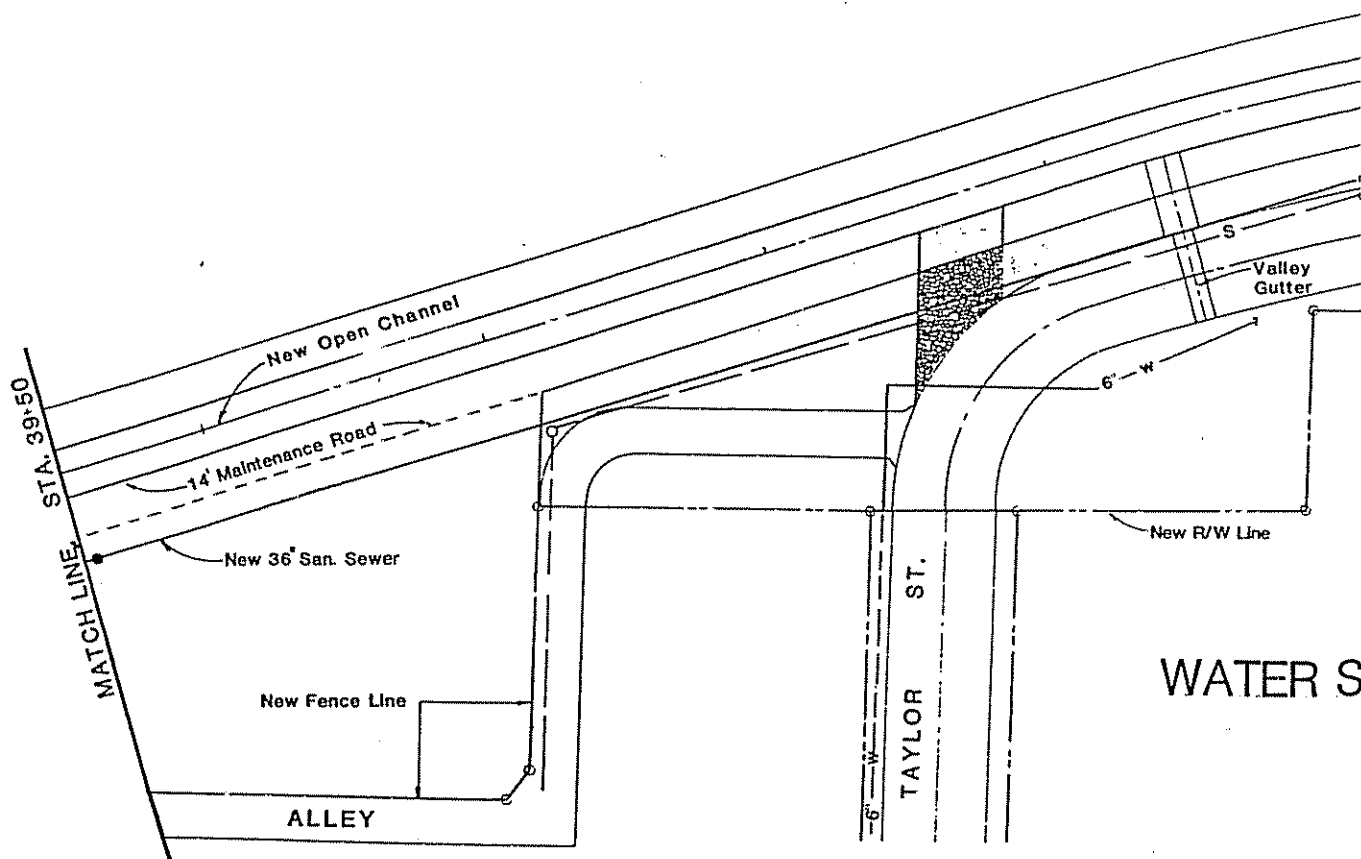 New Open Channel
S
Valley
Gutter
STA. 39+50
14' Maintenance Road
6" W
New R/W Line
New 36" San. Sewer
MATCH LINE
TAYLOR ST.
WATER S
New Fence Line
6" W
ALLEY